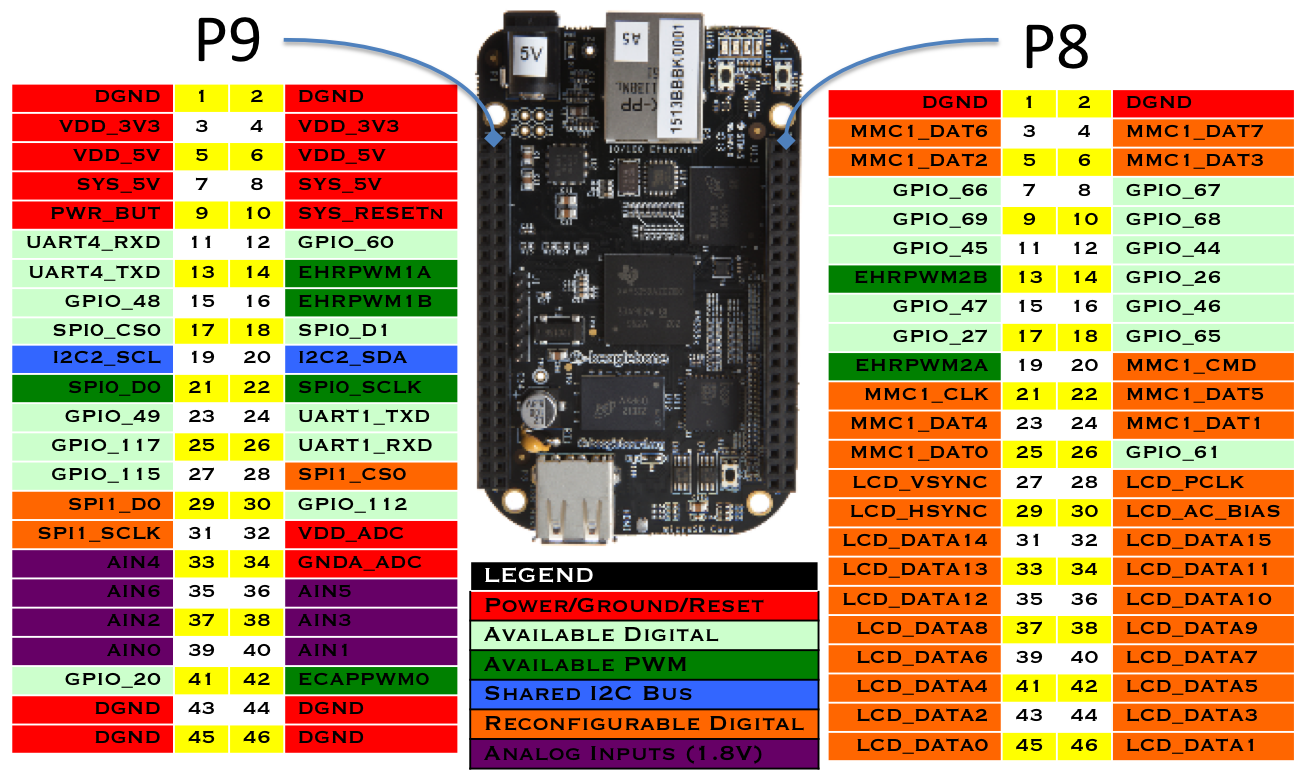 P9
P8
DGND 1 2 DGND
VDD_3V3 3 4 VDD_3V3
VDD_5V 5 6 VDD_5V
SYS_5V 7 8 SYS_5V
PWR_BUT 9 10 SYS_RESETN
UART4_RXD 11 12 GPIO_60
UART4_TXD 13 14 EHRPWM1A
GPIO_48 15 16 EHRPWM1B
SPI0_CS0 17 18 SPI0_D1
I2C2_SCL 19 20 I2C2_SDA
SPI0_D0 21 22 SPI0_SCLK
GPIO_49 23 24 UART1_TXD
GPIO_117 25 26 UART1_RXD
GPIO_115 27 28 SPI1_CS0
SPI1_D0 29 30 GPIO_112
SPI1_SCLK 31 32 VDD_ADC
AIN4 33 34 GNDA_ADC
AIN6 35 36 AIN5
AIN2 37 38 AIN3
AIN0 39 40 AIN1
GPIO_20 41 42 ECAPPWM0
DGND 43 44 DGND
DGND 45 46 DGND
5V
A5
1513BBBK0001
10/100 Ethernet
beaglebone
MicroSD Card
LEGEND
POWER/GROUND/RESET
AVAILABLE DIGITAL
AVAILABLE PWM
SHARED I2C BUS
RECONFIGURABLE DIGITAL
ANALOG INPUTS (1.8V)
DGND 1 2 DGND
MMC1_DAT6 3 4 MMC1_DAT7
MMC1_DAT2 5 6 MMC1_DAT3
GPIO_66 7 8 GPIO_67
GPIO_69 9 10 GPIO_68
GPIO_45 11 12 GPIO_44
EHRPWM2B 13 14 GPIO_26
GPIO_47 15 16 GPIO_46
GPIO_27 17 18 GPIO_65
EHRPWM2A 19 20 MMC1_CMD
MMC1_CLK 21 22 MMC1_DAT5
MMC1_DAT4 23 24 MMC1_DAT1
MMC1_DAT0 25 26 GPIO_61
LCD_VSYNC 27 28 LCD_PCLK
LCD_HSYNC 29 30 LCD_AC_BIAS
LCD_DATA14 31 32 LCD_DATA15
LCD_DATA13 33 34 LCD_DATA11
LCD_DATA12 35 36 LCD_DATA10
LCD_DATA8 37 38 LCD_DATA9
LCD_DATA6 39 40 LCD_DATA7
LCD_DATA4 41 42 LCD_DATA5
LCD_DATA2 43 44 LCD_DATA3
LCD_DATA0 45 46 LCD_DATA1